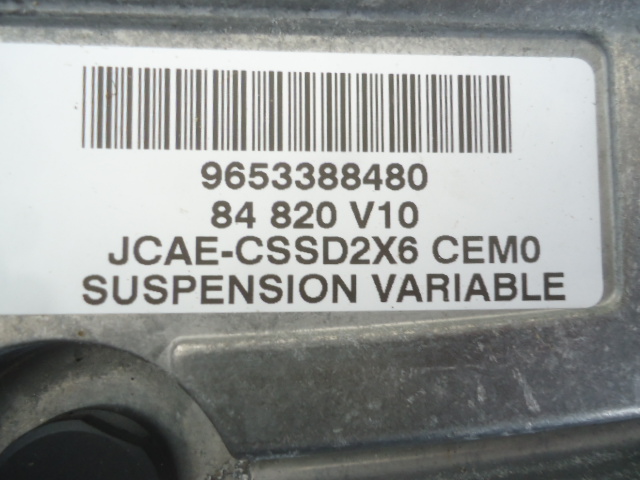 9653388480
84 820 V10
JCAE-CSSD2X6 CEM0
SUSPENSION VARIABLE